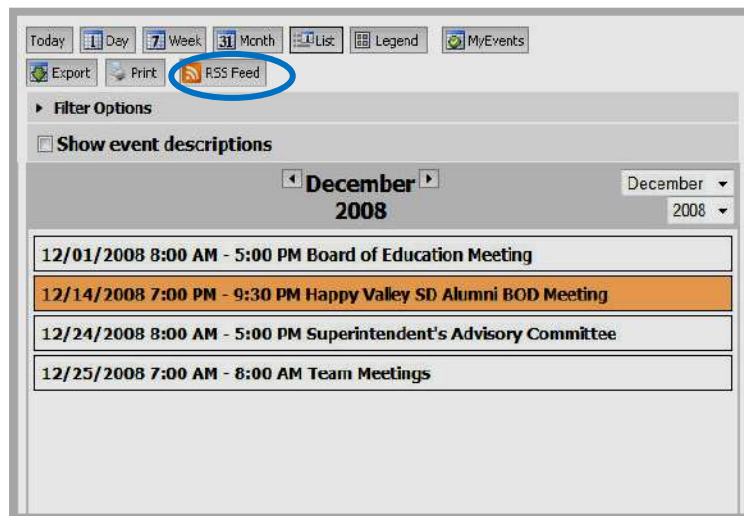 Today 1 Day 7 Week 31 Month List Legend MyEvents
Export Print RSS Feed
Filter Options
Show event descriptions
December
2008
December
2008
12/01/2008 8:00 AM - 5:00 PM Board of Education Meeting
12/14/2008 7:00 PM - 9:30 PM Happy Valley SD Alumni BOD Meeting
12/24/2008 8:00 AM - 5:00 PM Superintendent's Advisory Committee
12/25/2008 7:00 AM - 8:00 AM Team Meetings